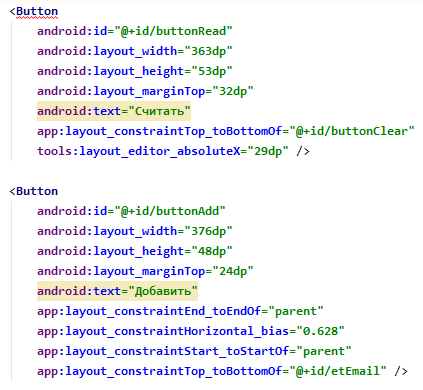 <Button
android:id="@+id/buttonRead"
android:layout_width="363dp"
android:layout_height="53dp"
android:layout_marginTop="32dp"
android:text="Считать"
app:layout_constraintTop_toBottomOf="@+id/buttonClear"
tools:layout_editor_absoluteX="29dp" />
<Button
android:id="@+id/buttonAdd"
android:layout_width="376dp"
android:layout_height="48dp"
android:layout_marginTop="24dp"
android:text="Добавить"
app:layout_constraintEnd_toEndOf="parent"
app:layout_constraintHorizontal_bias="0.628"
app:layout_constraintStart_toStartOf="parent"
app:layout_constraintTop_toBottomOf="@+id/etEmail" />